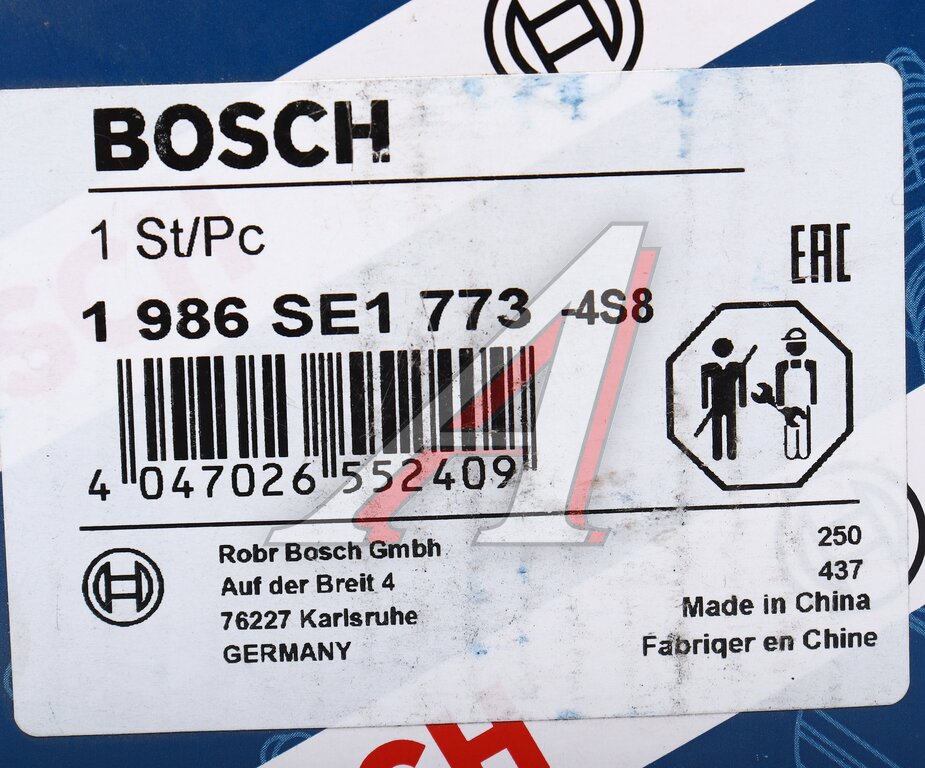 BOSCH
1 St/Pc
EAC
1 986 SE1 773 -4S8
4 047026 552409
Robr Bosch Gmbh
Auf der Breit 4
76227 Karlsruhe
GERMANY
250
437
Made in China
Fabriqer en Chine